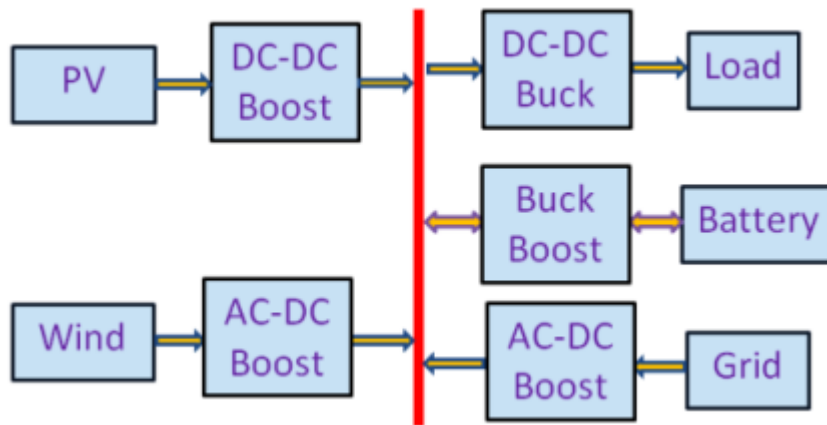 PV
DC-DC
Boost
DC-DC
Buck
Load
Buck
Boost
Battery
Wind
AC-DC
Boost
AC-DC
Boost
Grid